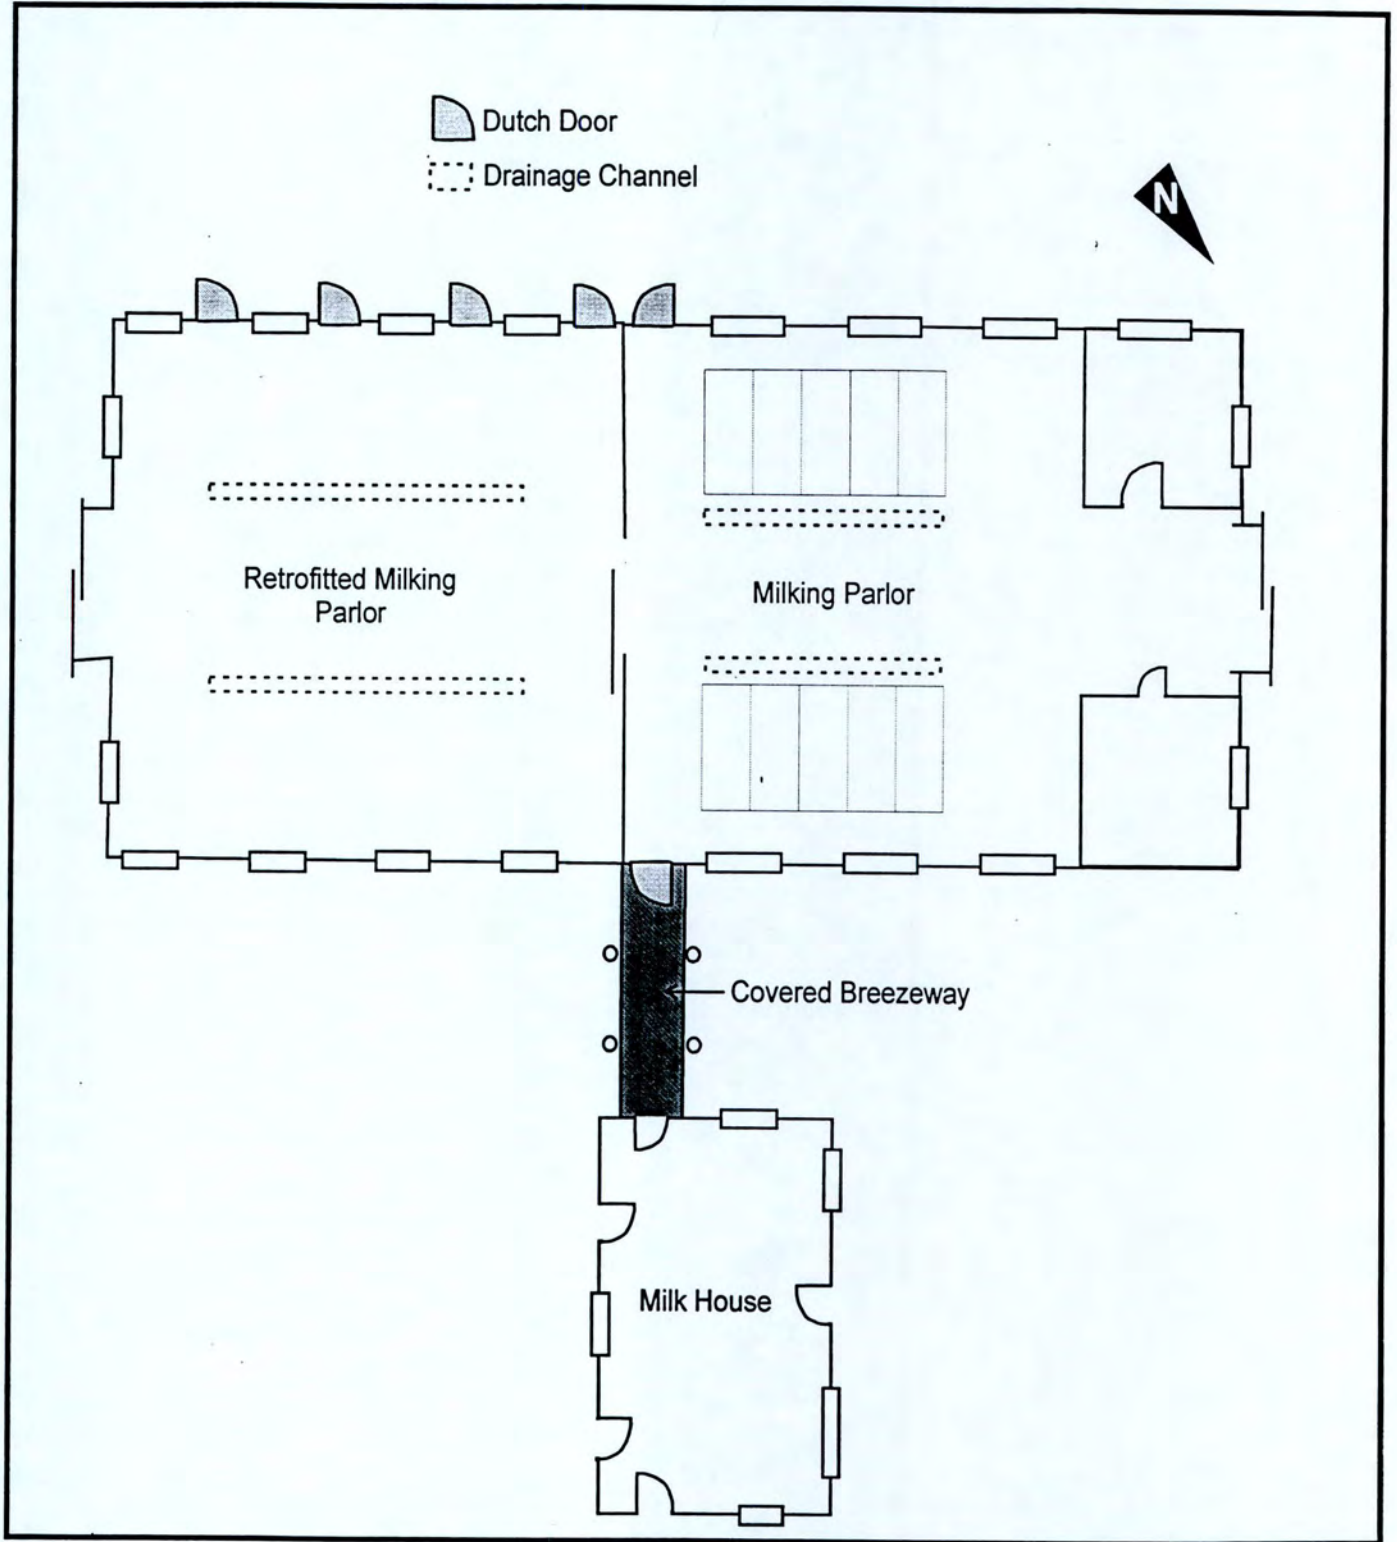 Dutch Door
Drainage Channel
N
Retrofitted Milking
Parlor
Milking Parlor
Covered Breezeway
Milk House